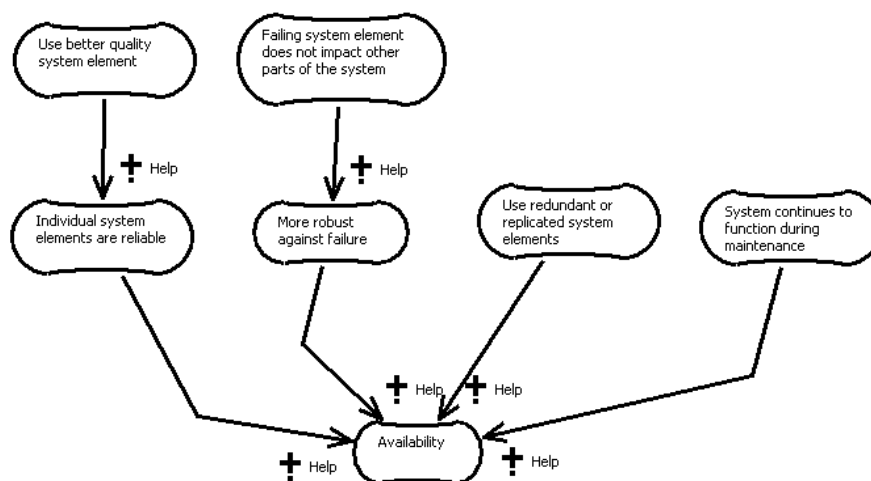 Use better quality
system element
Failing system element
does not impact other
parts of the system
Help
Help
Individual system
elements are reliable
More robust
against failure
Use redundant or
replicated system
elements
System continues to
function during
maintenance
Help
Help
Availability
Help
Help